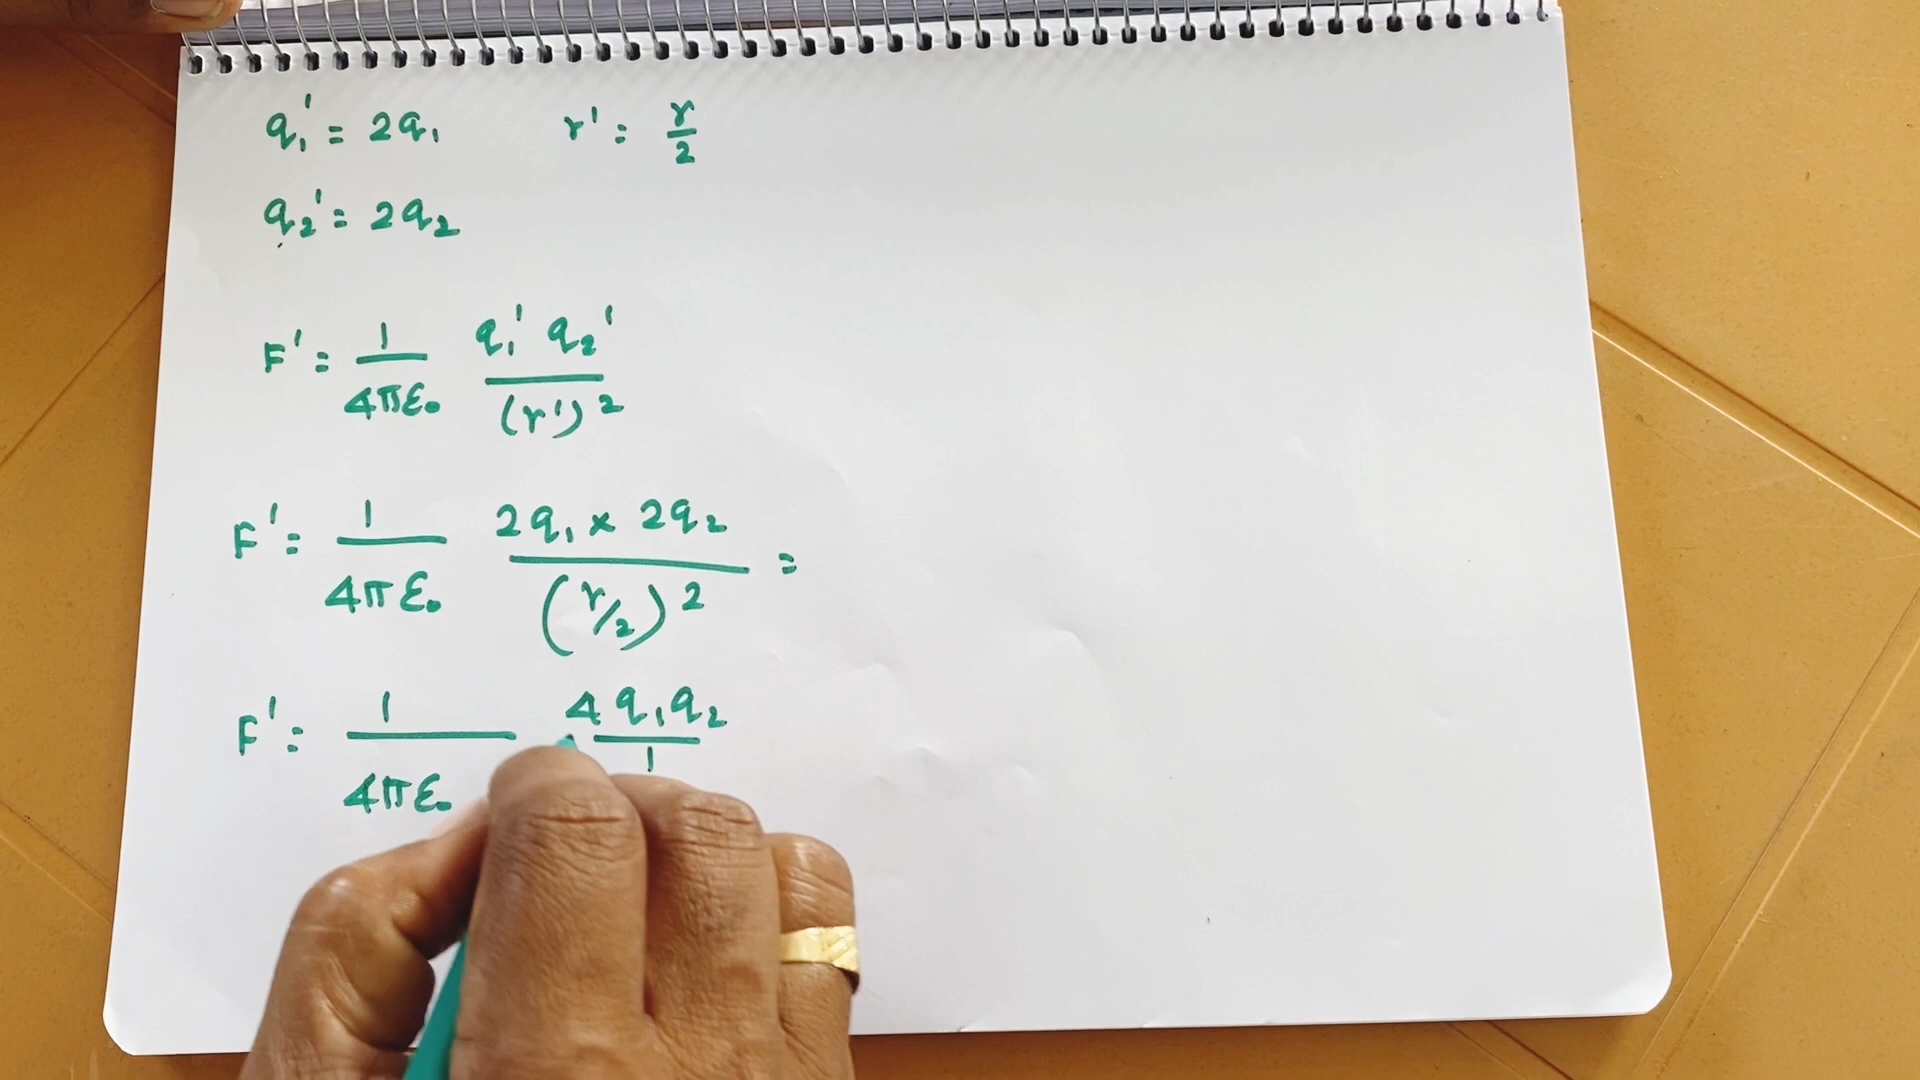 q₁' = 2q₁ r' = r/2
q₂' = 2q₂
F' = 1/4πε₀ q₁' q₂'/(r')²
F' = 1/4πε₀ 2q₁ × 2q₂/(r/2)² =
F' = 1/4πε₀ 4q₁q₂/1